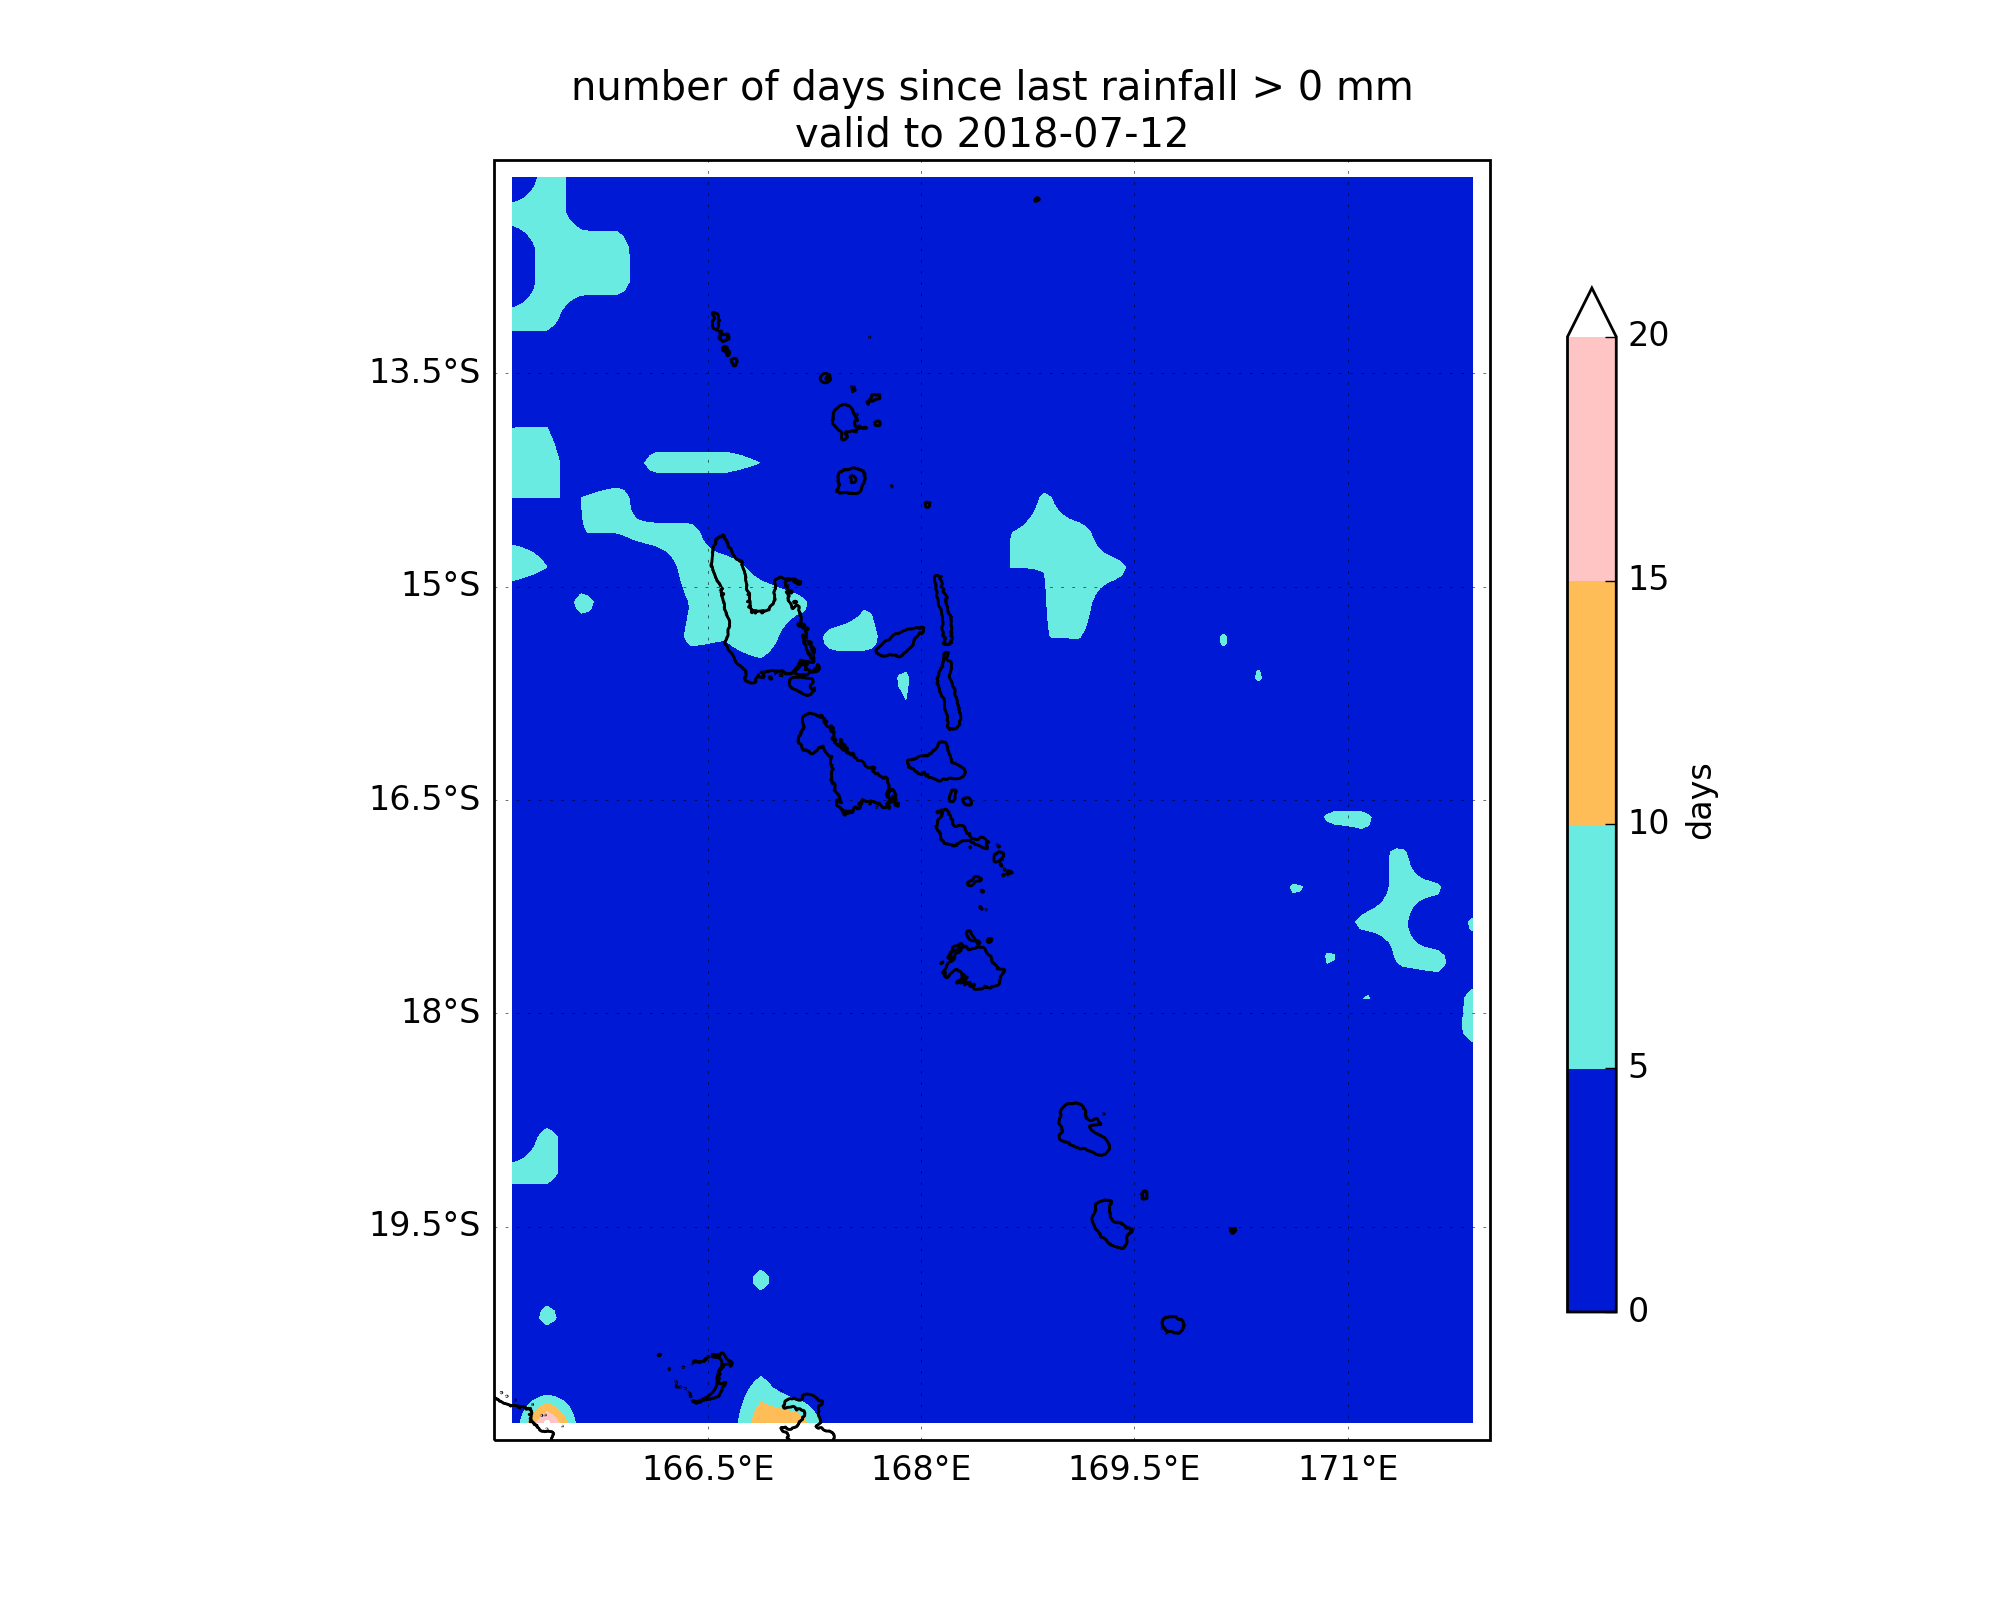 number of days since last rainfall > 0 mm
valid to 2018-07-12
13.5°S
15°S
16.5°S
18°S
19.5°S
166.5°E
168°E
169.5°E
171°E
20
15
10
5
0
days